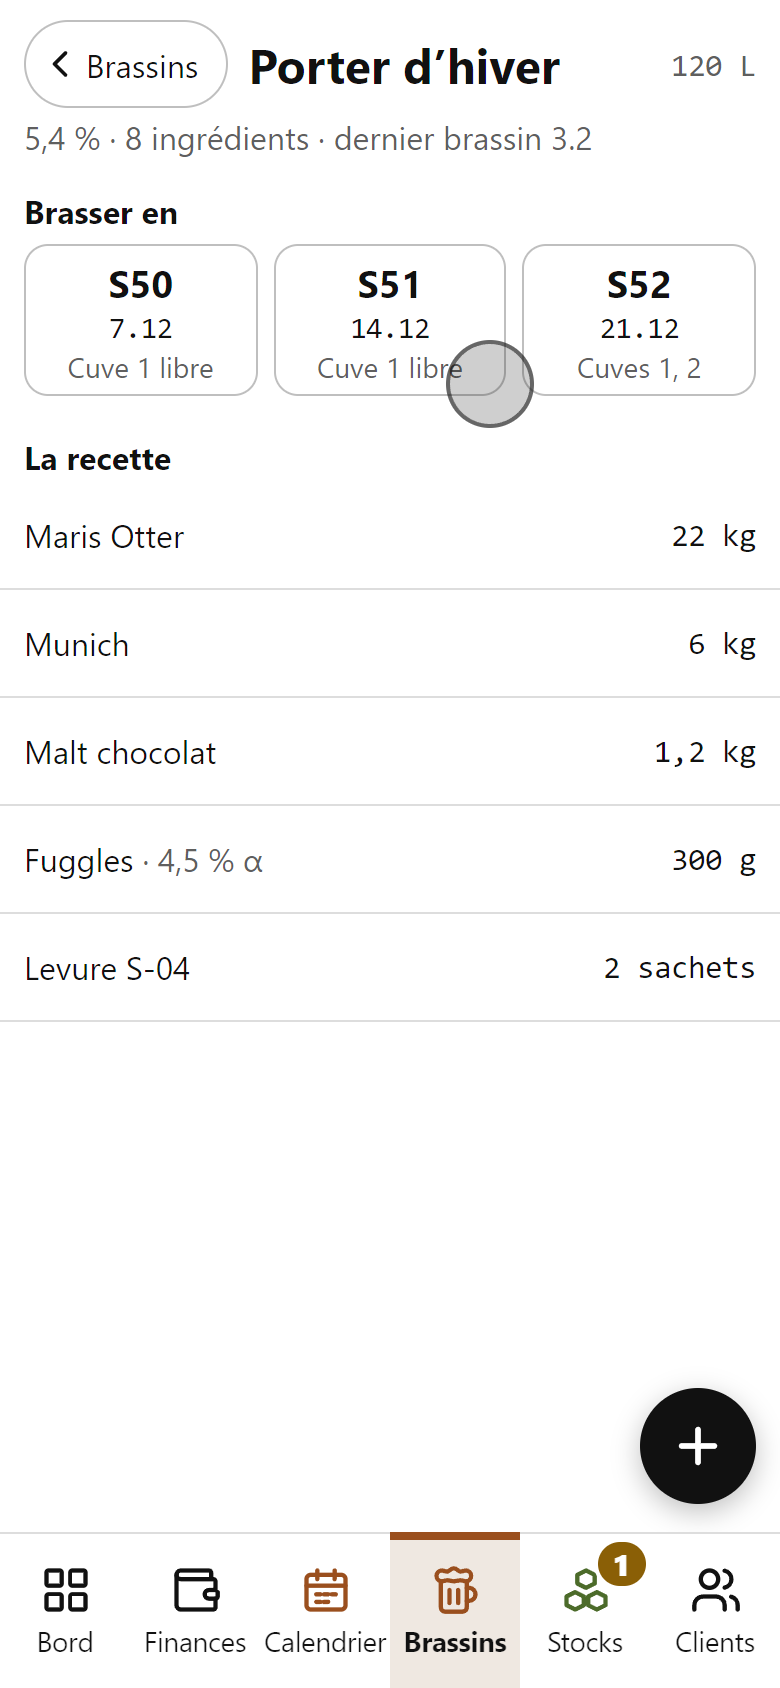 Brassins
Porter d’hiver
120 L
5,4 % · 8 ingrédients · dernier brassin 3.2
Brasser en
S50
7.12
Cuve 1 libre
S51
14.12
Cuve 1 libre
S52
21.12
Cuves 1, 2
La recette
Maris Otter 22 kg
Munich 6 kg
Malt chocolat 1,2 kg
Fuggles · 4,5 % α 300 g
Levure S-04 2 sachets
1
Bord Finances Calendrier Brassins Stocks Clients